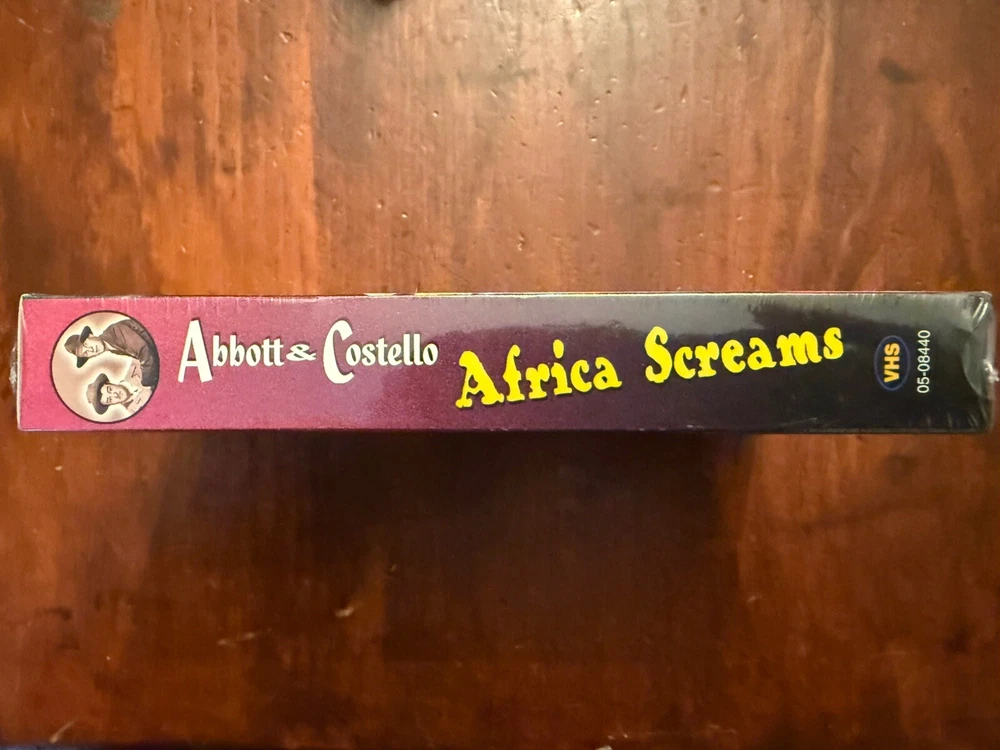 Abbott & Costello
Africa Screams
VHS
05-08440